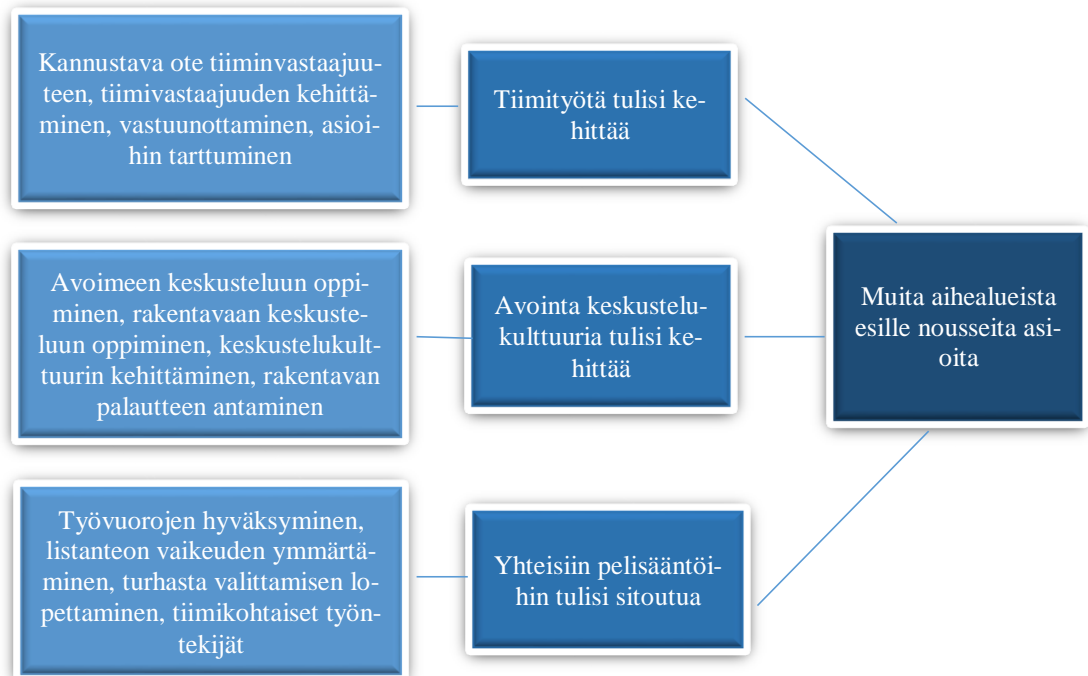 Kannustava ote tiiminvastaajuu-
teen, tiimivastaajuuden kehittä-
minen, vastuunottaminen, asioi-
hin tarttuminen
Tiimityötä tulisi ke-
hittää
Avoimeen keskusteluun oppi-
minen, rakentavaan keskuste-
luun oppiminen, keskustelukult-
tuurin kehittäminen, rakentavan
palautteen antaminen
Avointa keskustelu-
kulttuuria tulisi ke-
hittää
Muita aihealueista
esille nousseita asi-
oita
Työvuorojen hyväksyminen,
listanteon vaikeuden ymmärtä-
minen, turhasta valittamisen lo-
pettaminen, tiimikohtaiset työn-
tekijät
Yhteisiin pelisääntöi-
hin tulisi sitoutua